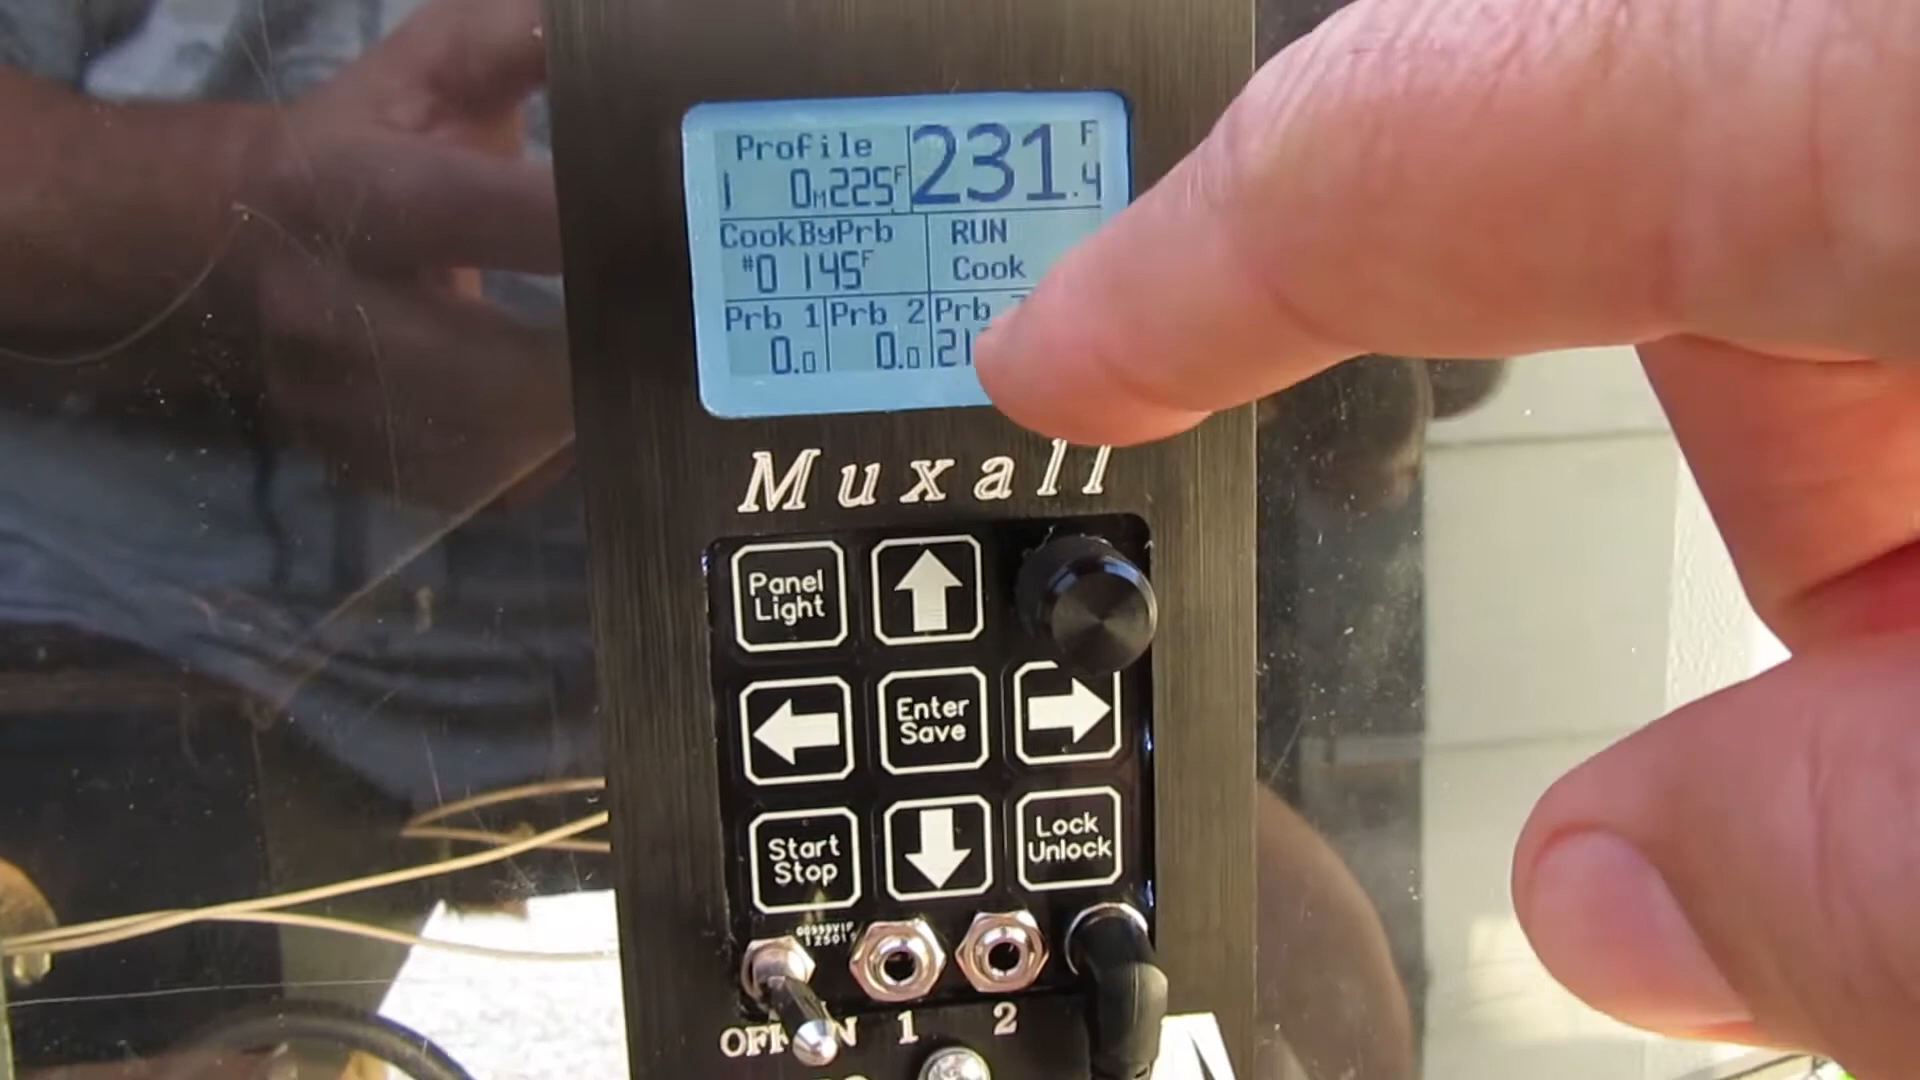 Profile
1 0M225F
231.4 F
CookByPrb
#0 145F
RUN
Cook
Prb 1 Prb 2 Prb
0.0 0.0
Muxall
Panel
Light
Enter
Save
Start
Stop
Lock
Unlock
1 2